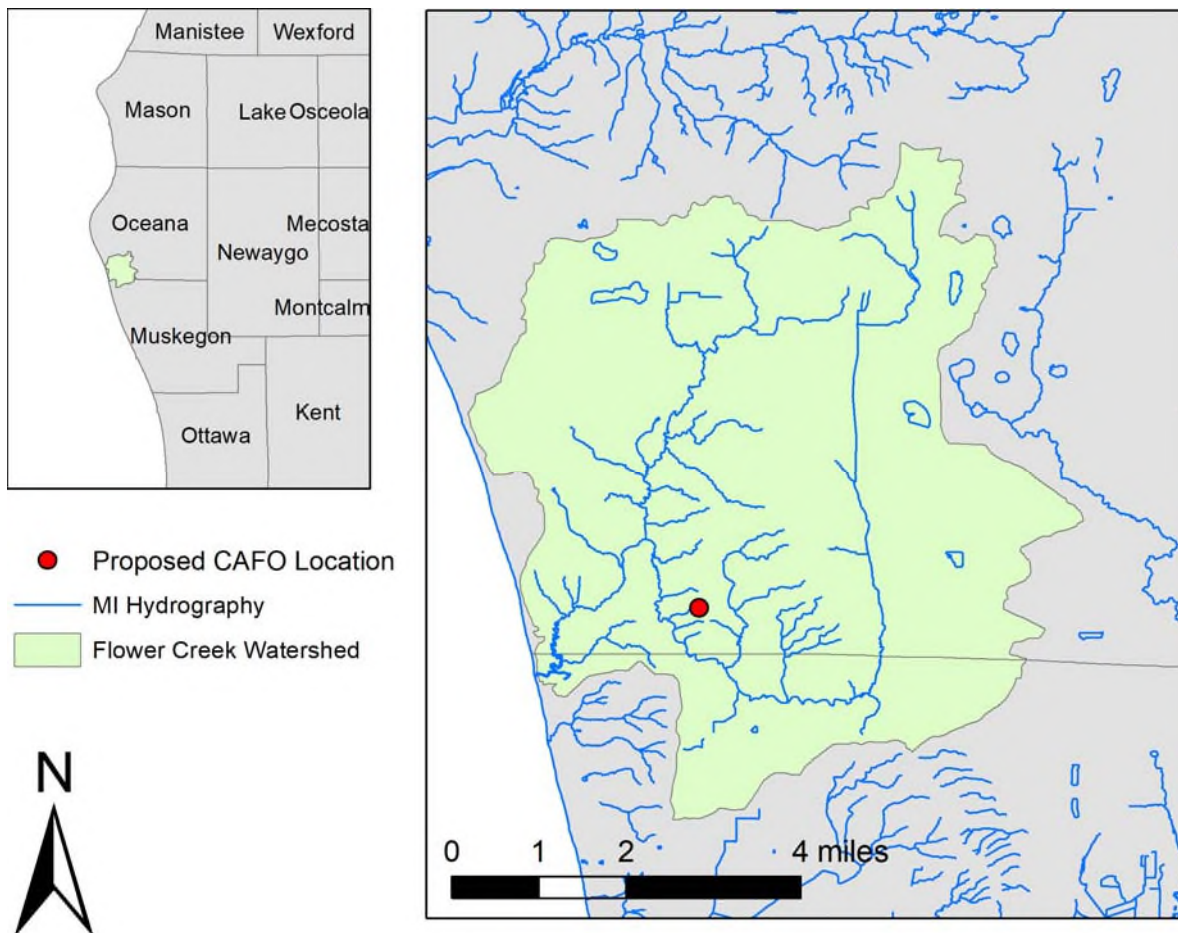 Manistee Wexford
Mason Lake Osceola
Oceana Mecosta
Newaygo
Montcalm
Muskegon
Kent
Ottawa
Proposed CAFO Location
MI Hydrography
Flower Creek Watershed
N
0 1 2 4 miles